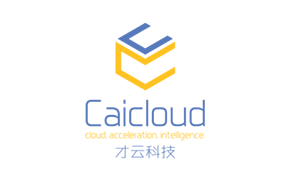 Caicloud
cloud acceleration intelligence
才云科技